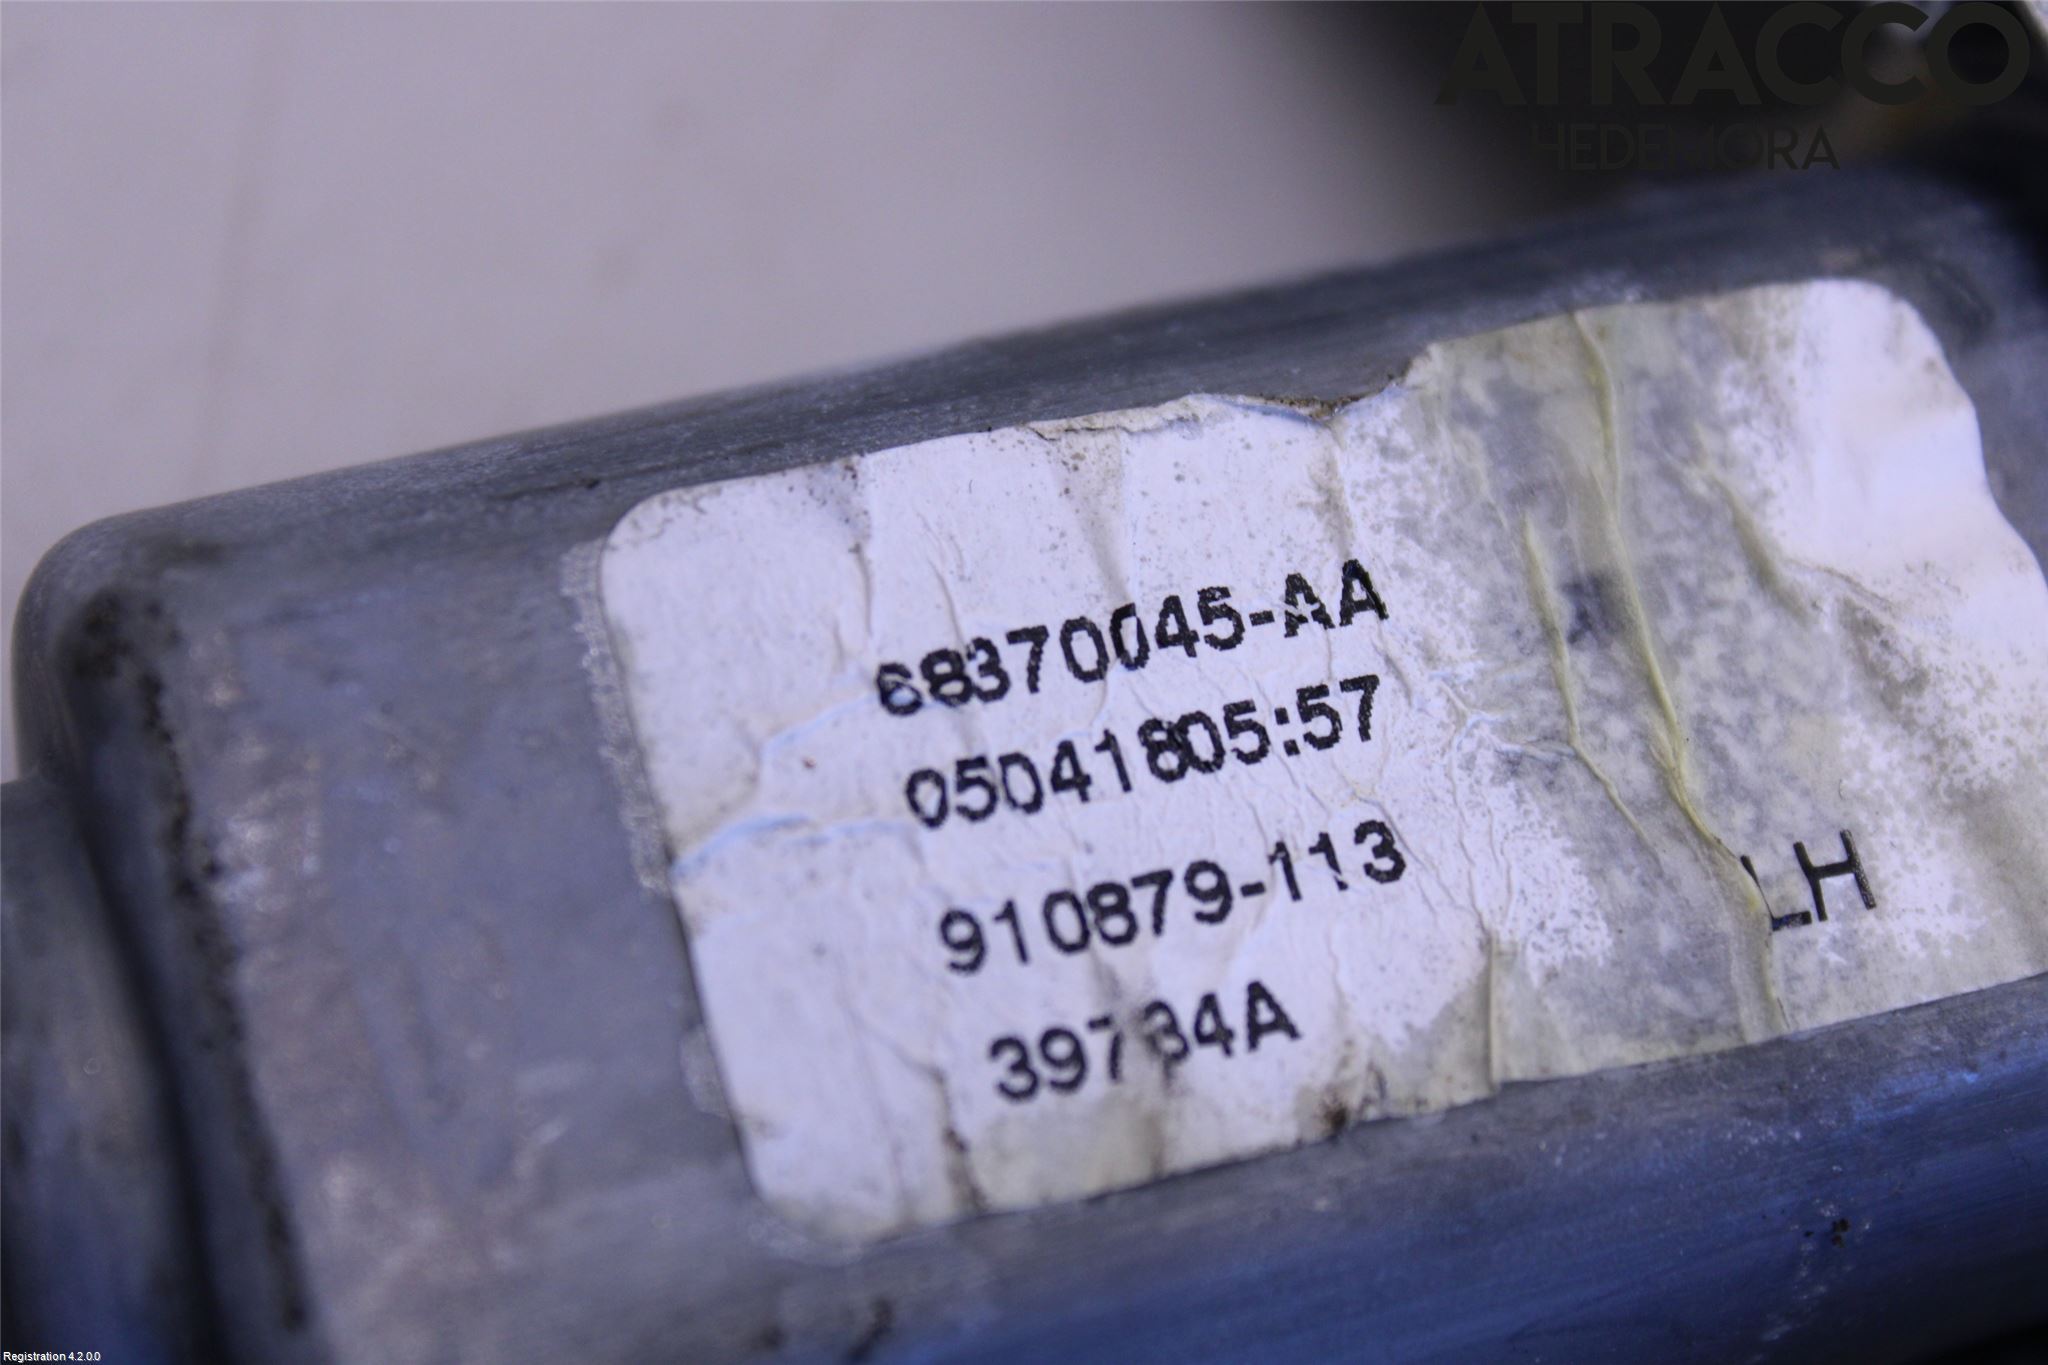 ATRACCO
HEDEMORA
68370045-AA
05041805:57
910879-113
LH
39784A
Registration 4.2.0.0